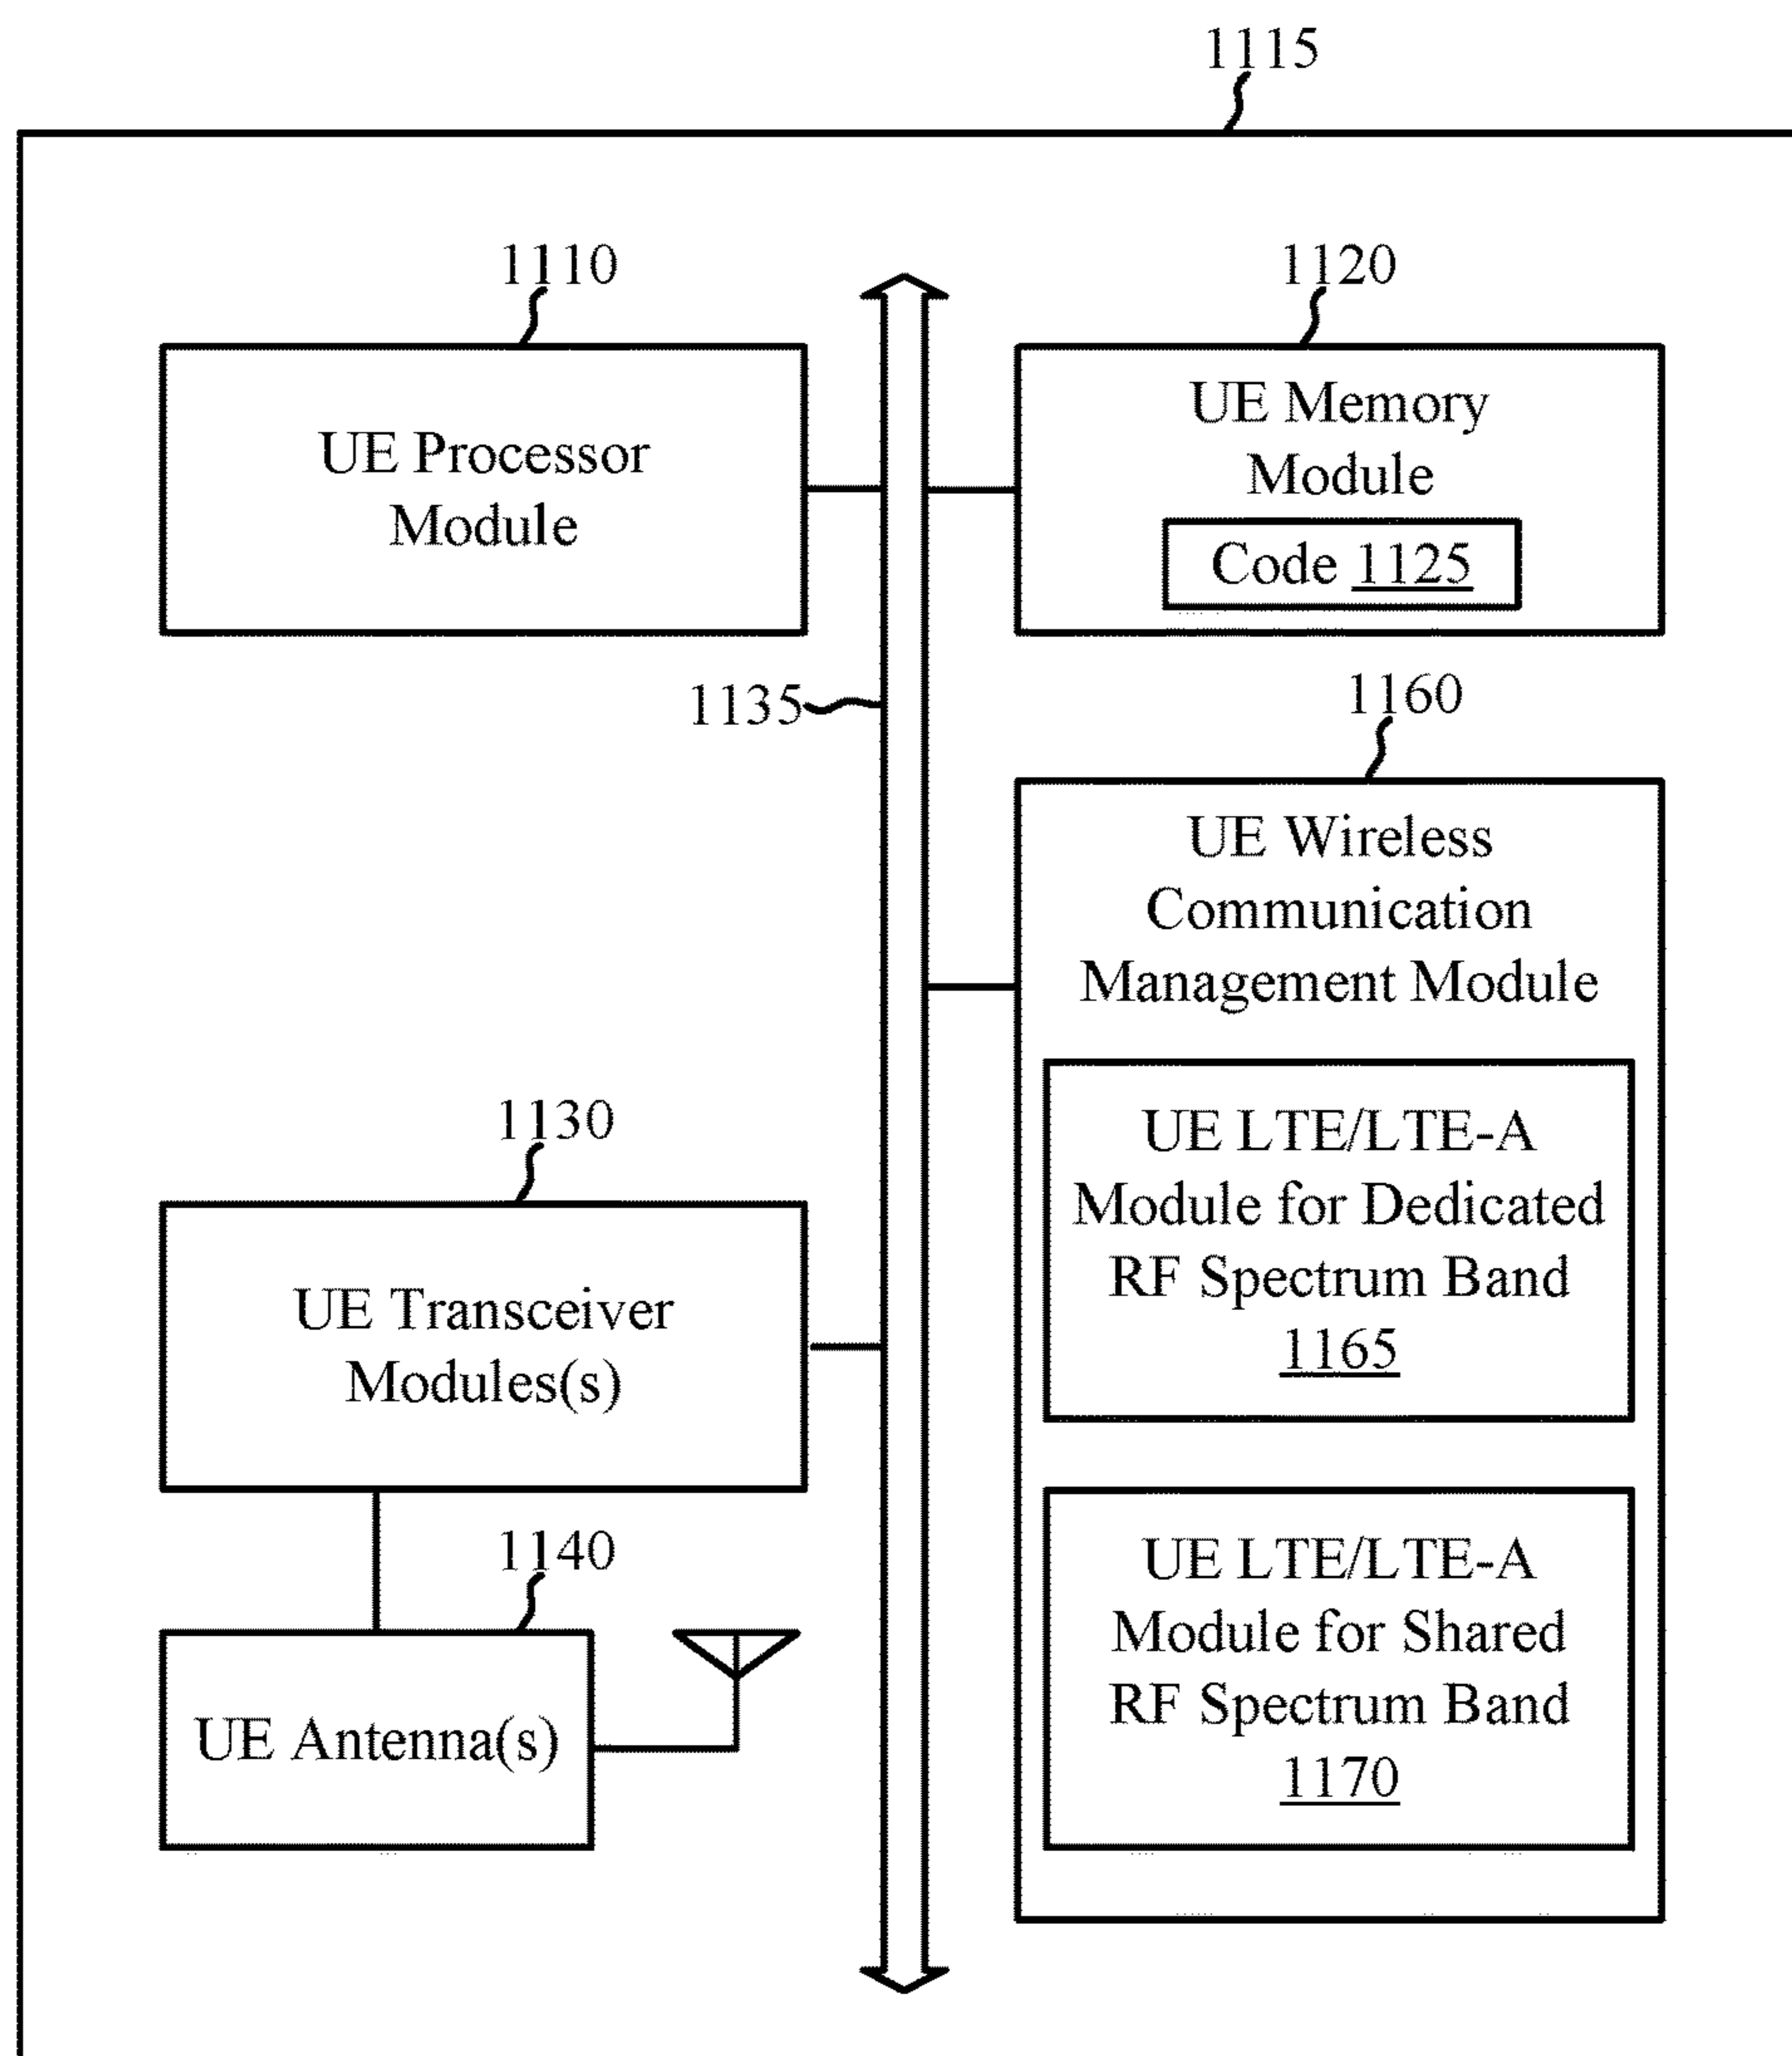 1115
1110
UE Processor
Module
1120
UE Memory
Module
Code 1125
1135
1160
UE Wireless
Communication
Management Module
UE LTE/LTE-A
Module for Dedicated
RF Spectrum Band
1165
UE LTE/LTE-A
Module for Shared
RF Spectrum Band
1170
1130
UE Transceiver
Modules(s)
1140
UE Antenna(s)